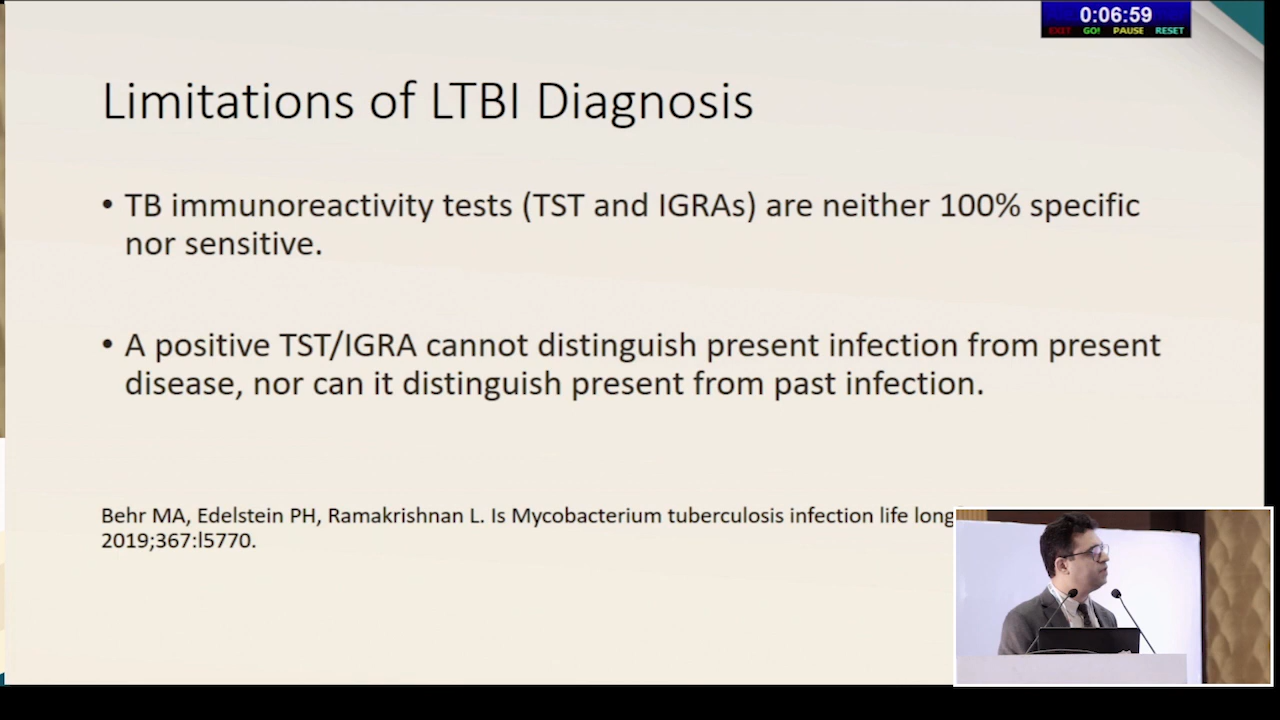 0:06:59
EXIT GO! PAUSE RESET
Limitations of LTBI Diagnosis
• TB immunoreactivity tests (TST and IGRAs) are neither 100% specific
nor sensitive.
• A positive TST/IGRA cannot distinguish present infection from present
disease, nor can it distinguish present from past infection.
Behr MA, Edelstein PH, Ramakrishnan L. Is Mycobacterium tuberculosis infection life long
2019;367:l5770.